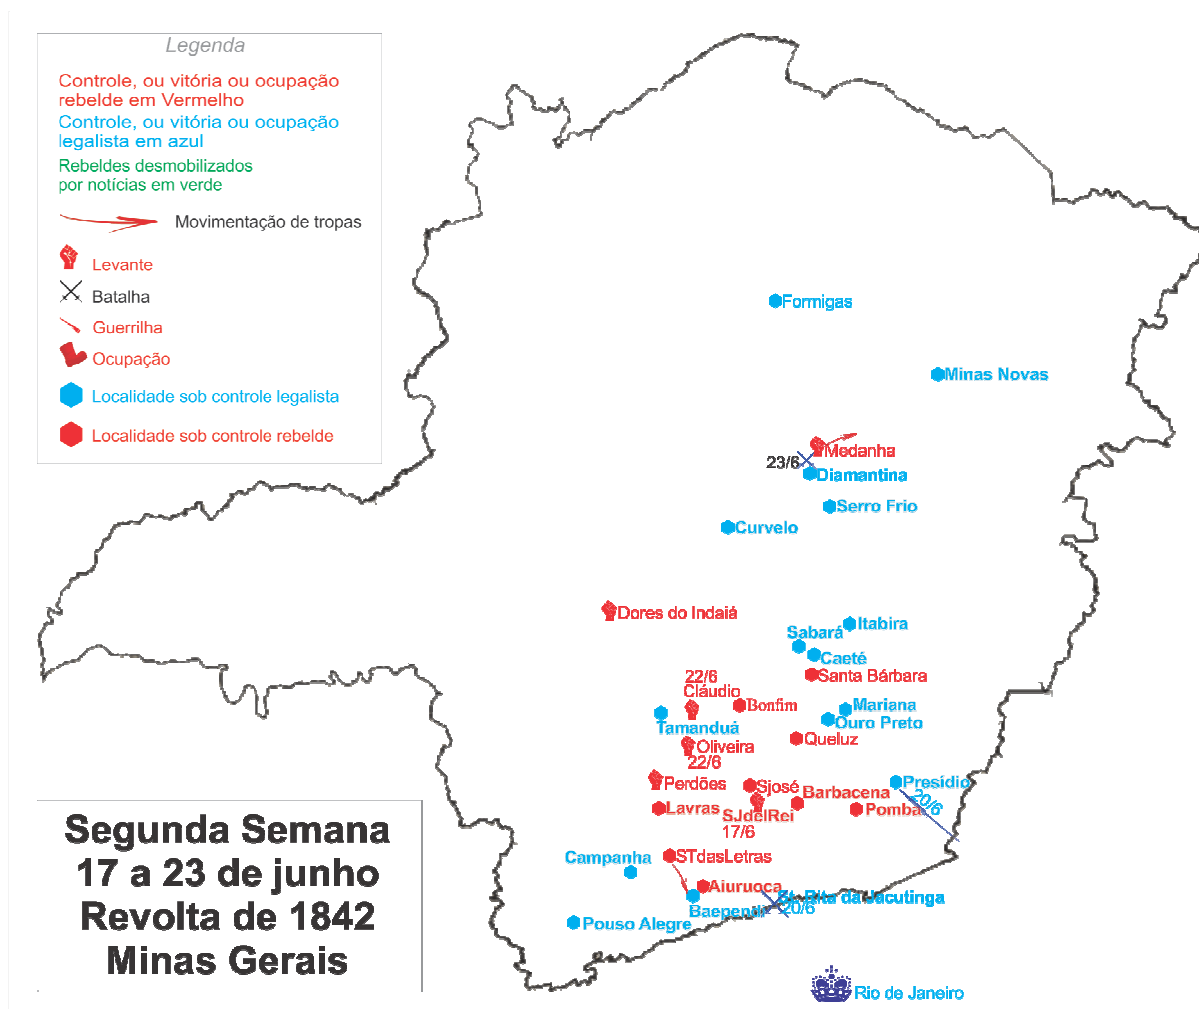 Legenda
Controle, ou vitória ou ocupação
rebelde em Vermelho
Controle, ou vitória ou ocupação
legalista em azul
Rebeldes desmobilizados
por notícias em verde
Movimentação de tropas
Levante
Batalha
Guerrilha
Ocupação
Localidade sob controle legalista
Localidade sob controle rebelde
Formigas
Minas Novas
Medanha
23/6
Diamantina
Serro Frio
Curvelo
Dores do Indaiá
Itabira
Sabará
Caeté
Santa Bárbara
22/6
Cláudio
Bonfim
Mariana
Ouro Preto
Tamanduá
Queluz
Oliveira
22/6
Perdões
Sjosé
Presídio
20/6
Barbacena
Lavras
SJdelRei
17/6
Pomba
STdasLetras
Campanha
Aiuruoca
Baependi
St. Rita da Jacutinga
20/6
Pouso Alegre
Segunda Semana
17 a 23 de junho
Revolta de 1842
Minas Gerais
Rio de Janeiro